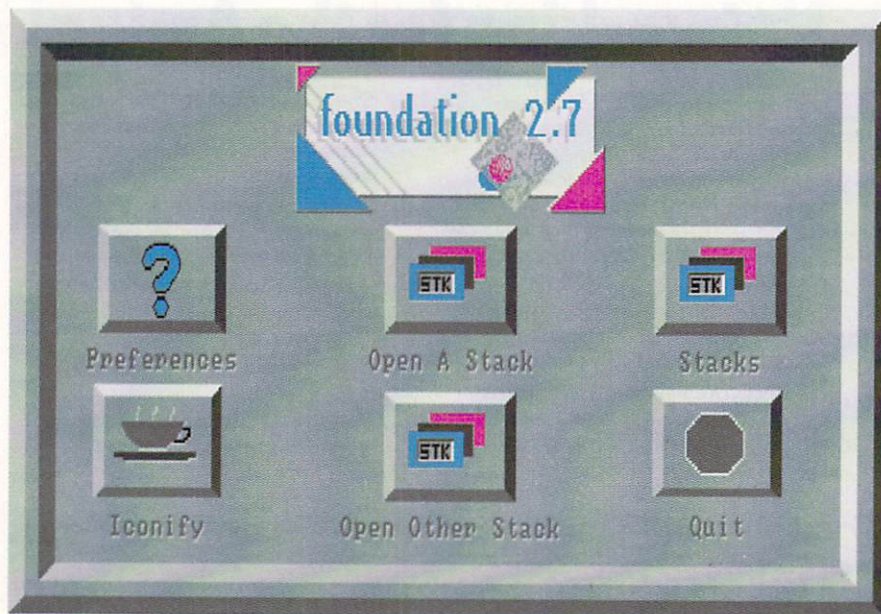 foundation 2.7
Preferences
STK
Open A Stack
STK
Stacks
Iconify
STK
Open Other Stack
Quit